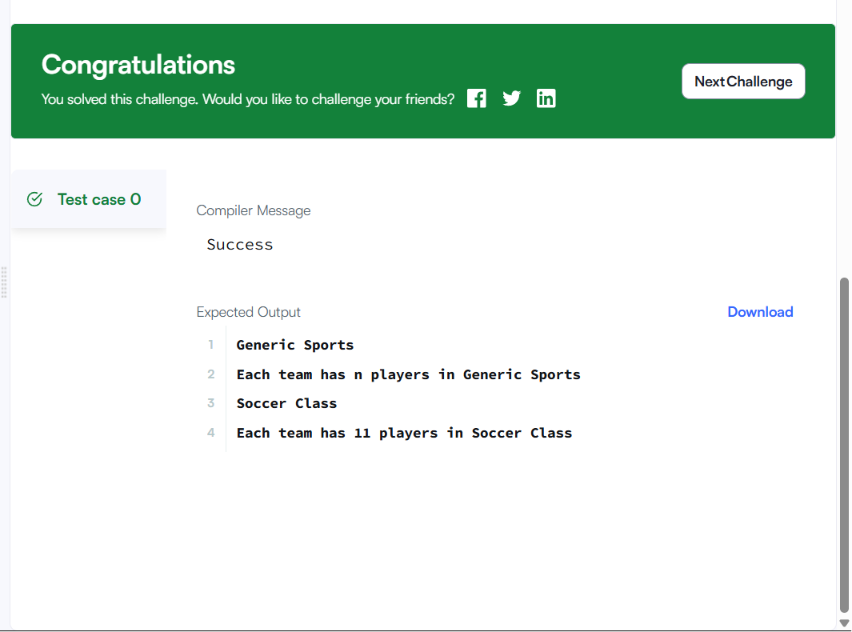 Congratulations
You solved this challenge. Would you like to challenge your friends?
Next Challenge
Test case 0
Compiler Message
Success
Expected Output
Download
1 Generic Sports
2 Each team has n players in Generic Sports
3 Soccer Class
4 Each team has 11 players in Soccer Class